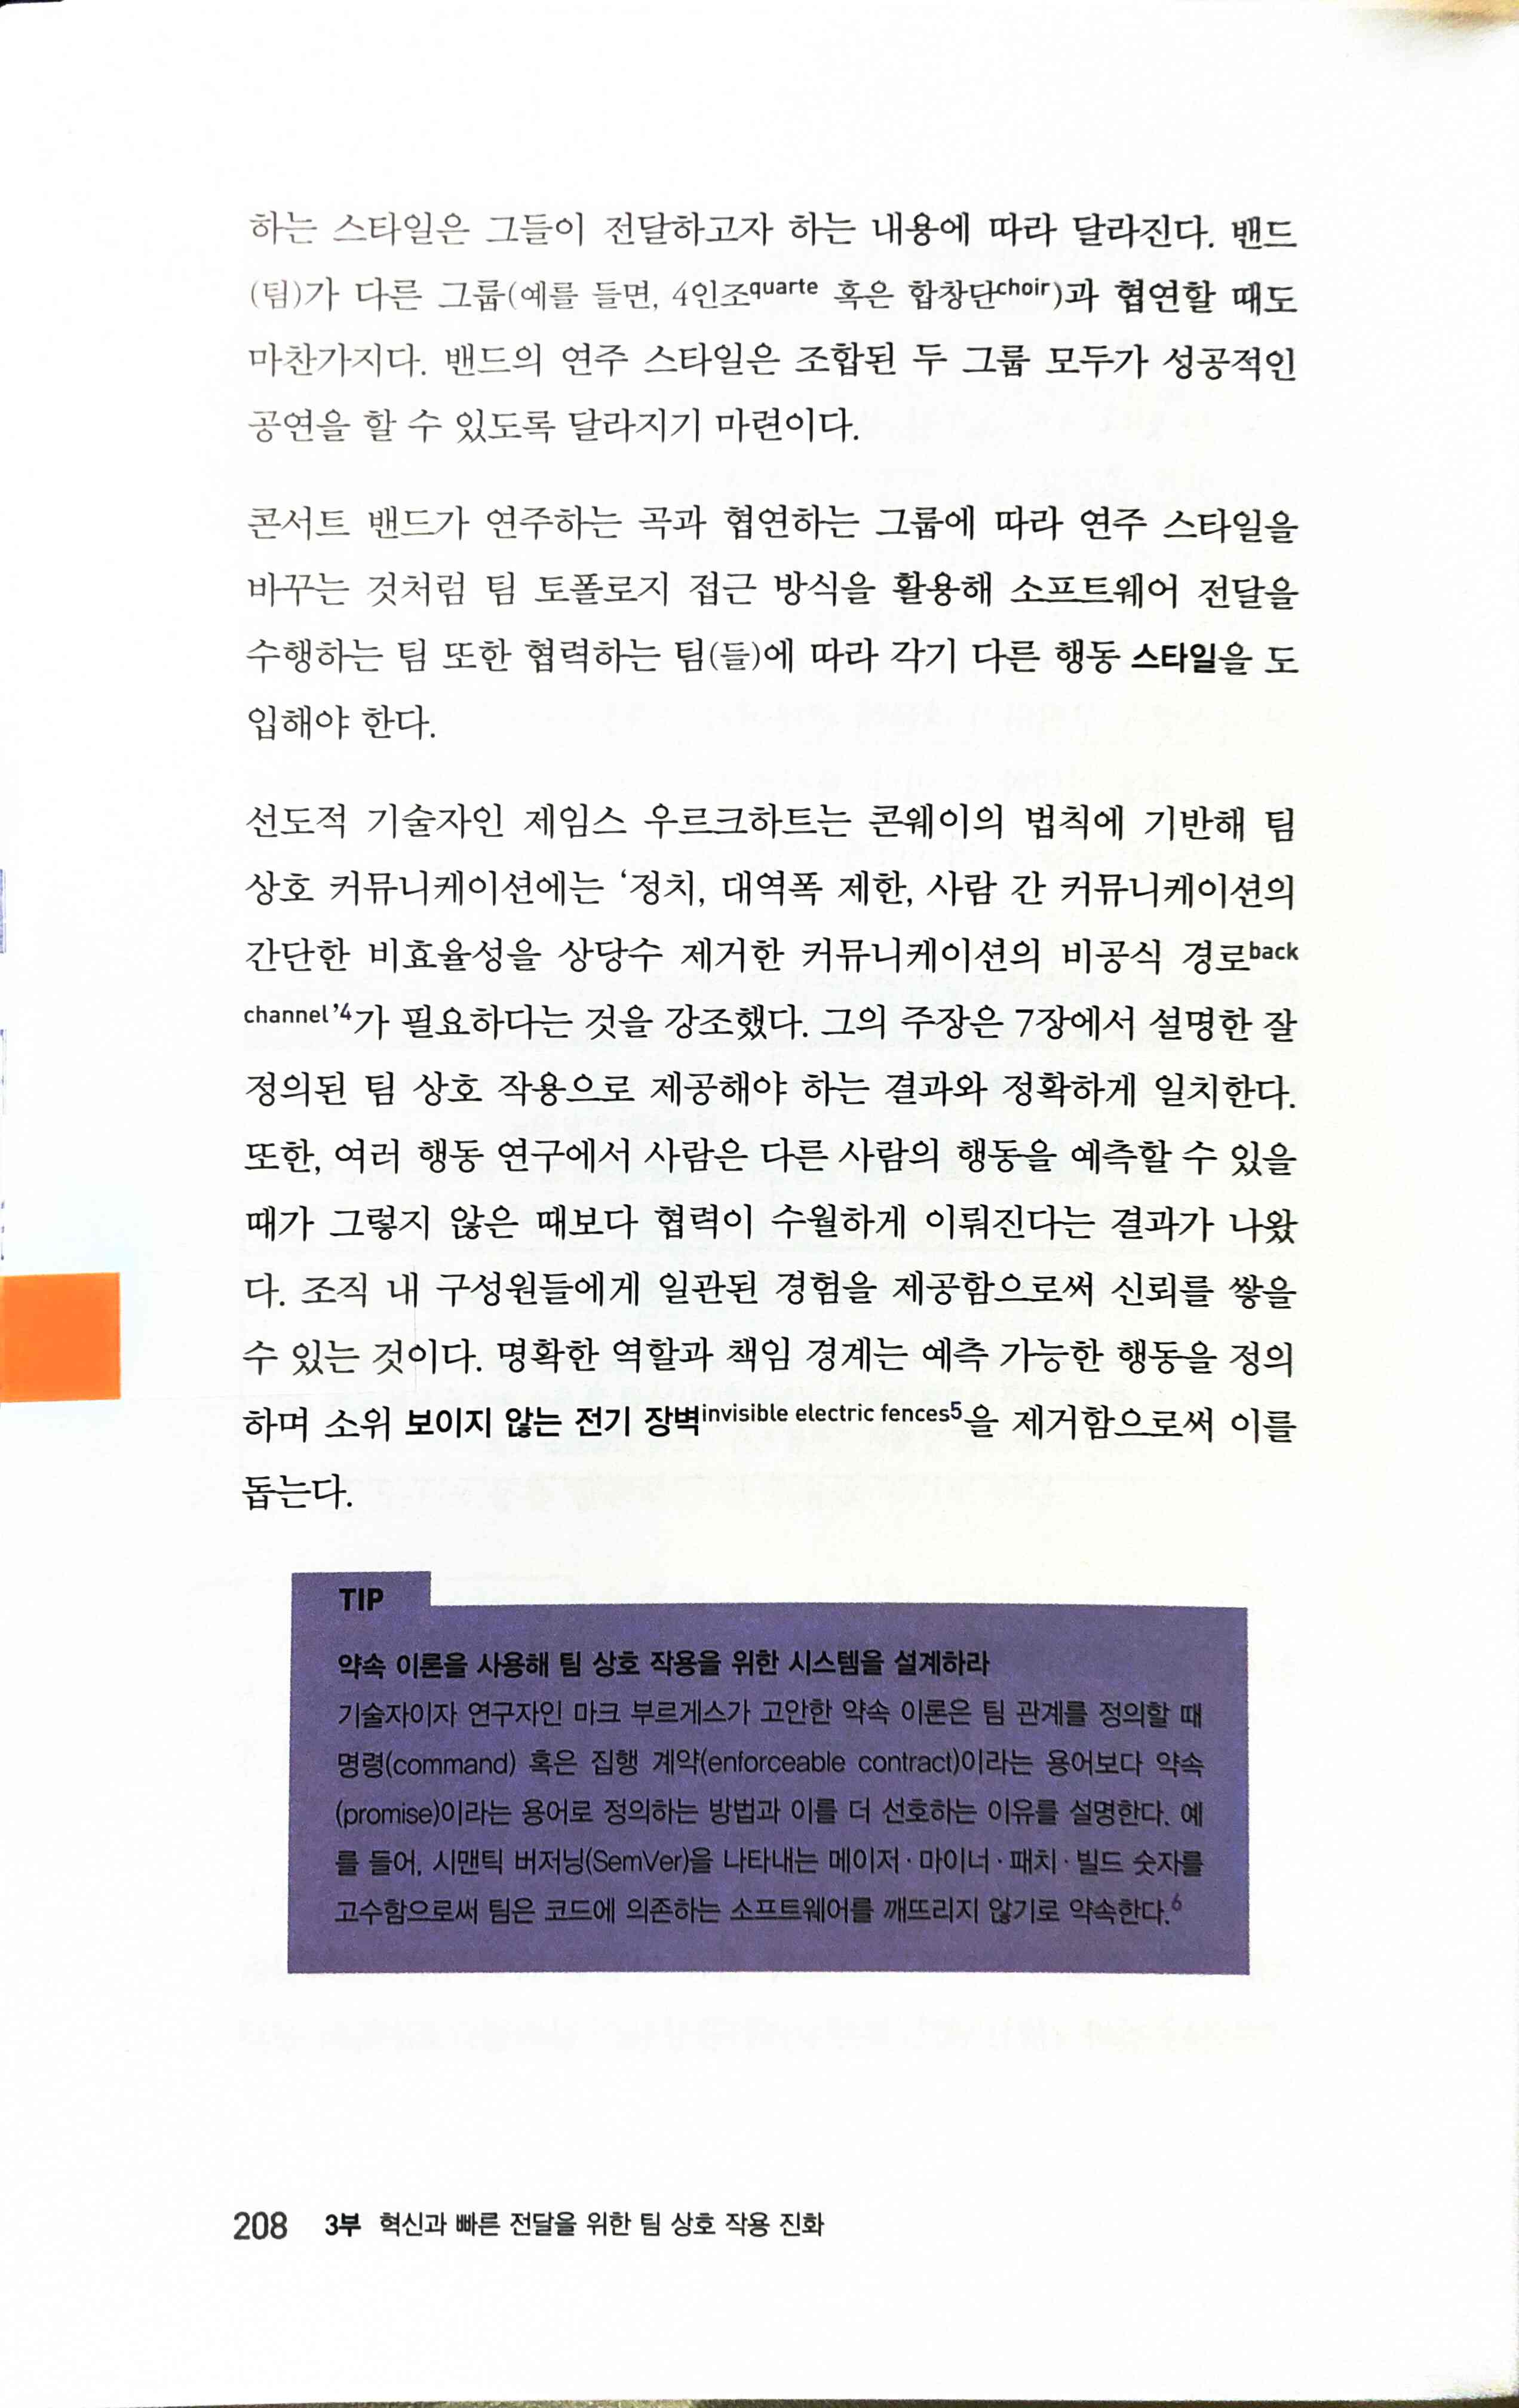 하는 스타일은 그들이 전달하고자 하는 내용에 따라 달라진다. 밴드
(팀)가 다른 그룹(예를 들면, 4인조quarte 혹은 합창단choir)과 협연할 때도
마찬가지다. 밴드의 연주 스타일은 조합된 두 그룹 모두가 성공적인
공연을 할 수 있도록 달라지기 마련이다.
콘서트 밴드가 연주하는 곡과 협연하는 그룹에 따라 연주 스타일을
바꾸는 것처럼 팀 토폴로지 접근 방식을 활용해 소프트웨어 전달을
수행하는 팀 또한 협력하는 팀(들)에 따라 각기 다른 행동 스타일을 도
입해야 한다.
선도적 기술자인 제임스 우르크하트는 콘웨이의 법칙에 기반해 팀
상호 커뮤니케이션에는 ‘정치, 대역폭 제한, 사람 간 커뮤니케이션의
간단한 비효율성을 상당수 제거한 커뮤니케이션의 비공식 경로back
channel’4가 필요하다는 것을 강조했다. 그의 주장은 7장에서 설명한 잘
정의된 팀 상호 작용으로 제공해야 하는 결과와 정확하게 일치한다.
또한, 여러 행동 연구에서 사람은 다른 사람의 행동을 예측할 수 있을
때가 그렇지 않은 때보다 협력이 수월하게 이뤄진다는 결과가 나왔
다. 조직 내 구성원들에게 일관된 경험을 제공함으로써 신뢰를 쌓을
수 있는 것이다. 명확한 역할과 책임 경계는 예측 가능한 행동을 정의
하며 소위 보이지 않는 전기 장벽invisible electric fences5을 제거함으로써 이를
돕는다.
TIP
약속 이론을 사용해 팀 상호 작용을 위한 시스템을 설계하라
기술자이자 연구자인 마크 부르게스가 고안한 약속 이론은 팀 관계를 정의할 때
명령(command) 혹은 집행 계약(enforceable contract)이라는 용어보다 약속
(promise)이라는 용어로 정의하는 방법과 이를 더 선호하는 이유를 설명한다. 예
를 들어, 시맨틱 버저닝(SemVer)을 나타내는 메이저·마이너·패치·빌드 숫자를
고수함으로써 팀은 코드에 의존하는 소프트웨어를 깨뜨리지 않기로 약속한다.6
208 3부 혁신과 빠른 전달을 위한 팀 상호 작용 진화